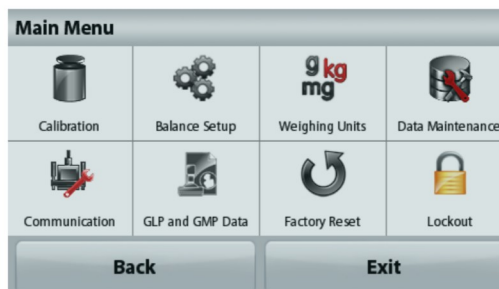 Main Menu
g kg
mg
Calibration
Balance Setup
Weighing Units
Data Maintenance
Communication
GLP and GMP Data
Factory Reset
Lockout
Back
Exit